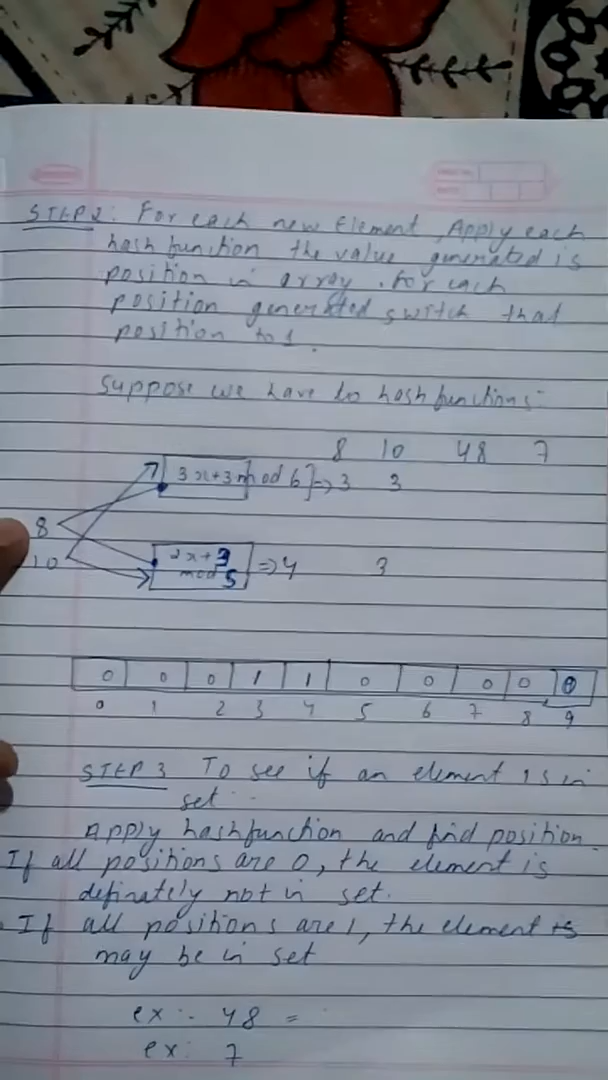 STEP 2: For each new Element, Apply each
hash function the value generated is
position in array. For each
position generated switch that
position to 1.
Suppose we have to hash functions:-
8 10 48 7
3x+3 mod 6 => 3 3
8
10
2x+3
mod 5 => 4 3
0 0 0 1 1 0 0 0 0 0
0 1 2 3 4 5 6 7 8 9
STEP 3 To see if an element is in
set.
Apply hashfunction and find position.
If all positions are 0, the element is
definately not in set.
. If all positions are 1, the element is
may be in set
ex :- 48 =
ex: 7